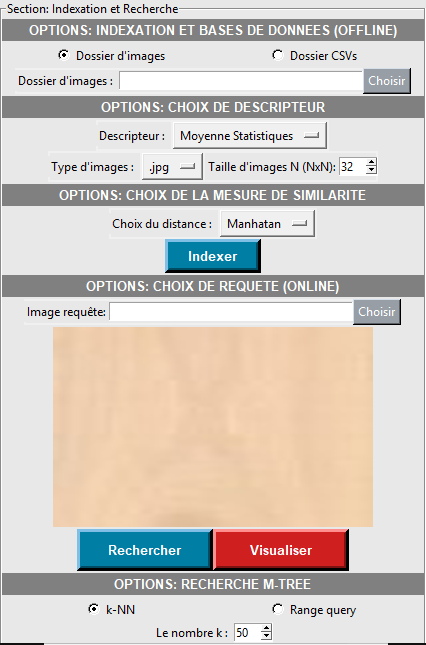 Section: Indexation et Recherche
OPTIONS: INDEXATION ET BASES DE DONNEES (OFFLINE)
Dossier d'images Dossier CSVs
Dossier d'images : Choisir
OPTIONS: CHOIX DE DESCRIPTEUR
Descripteur : Moyenne Statistiques
Type d'images : .jpg Taille d'images N (NxN): 32
OPTIONS: CHOIX DE LA MESURE DE SIMILARITE
Choix du distance : Manhatan
Indexer
OPTIONS: CHOIX DE REQUETE (ONLINE)
Image requête: Choisir
Rechercher Visualiser
OPTIONS: RECHERCHE M-TREE
k-NN Range query
Le nombre k : 50